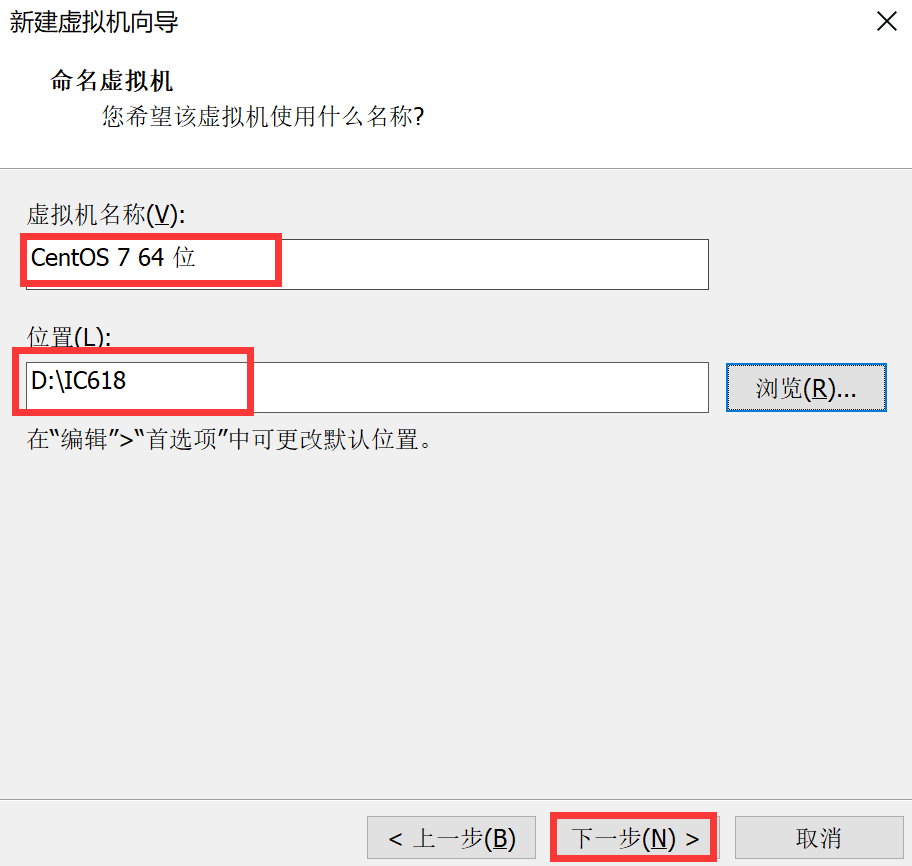 新建虚拟机向导
命名虚拟机
您希望该虚拟机使用什么名称?
虚拟机名称(V):
CentOS 7 64 位
位置(L):
D:\IC618
浏览(R)...
在“编辑”>“首选项”中可更改默认位置。
< 上一步(B)
下一步(N) >
取消